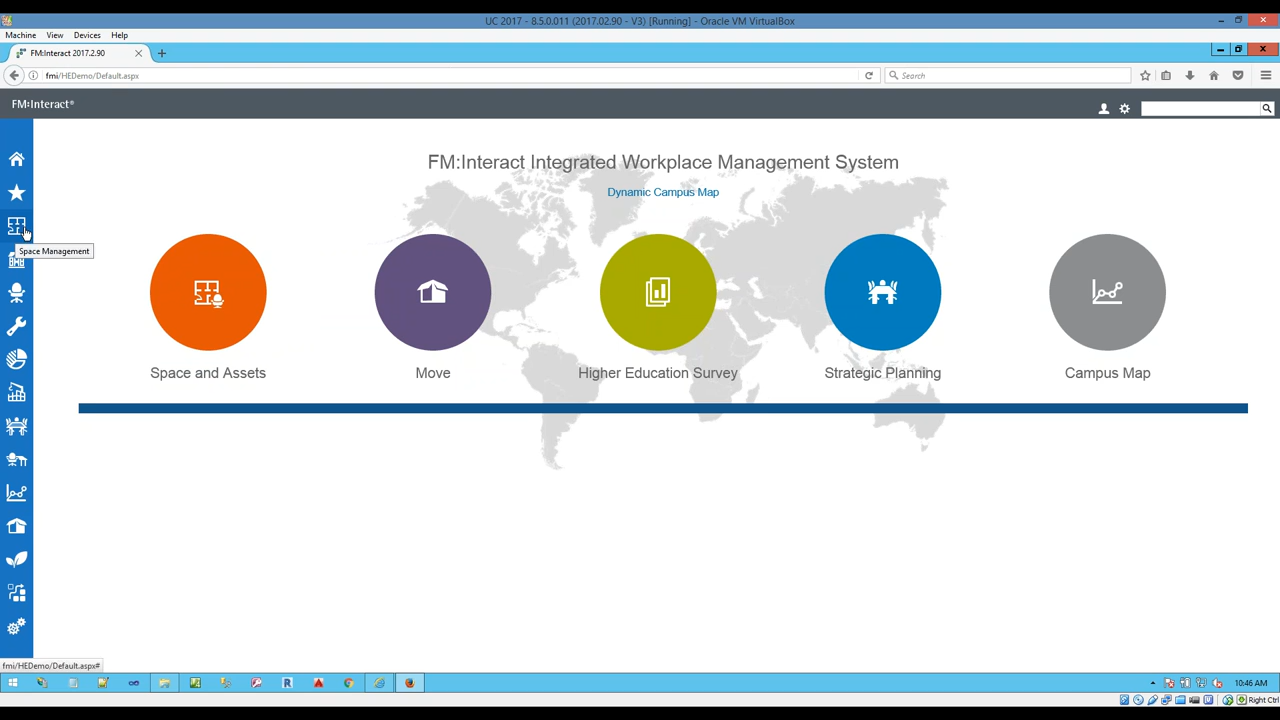 UC 2017 - 8.5.0.011 (2017.02.90 - V3) [Running] - Oracle VM VirtualBox
Machine View Devices Help
FM:Interact 2017.2.90
fmi/HEDemo/Default.aspx
Search
FM:Interact®
FM:Interact Integrated Workplace Management System
Dynamic Campus Map
Space Management
Space and Assets
Move
Higher Education Survey
Strategic Planning
Campus Map
fmi/HEDemo/Default.aspx#
10:46 AM
Right Ctrl